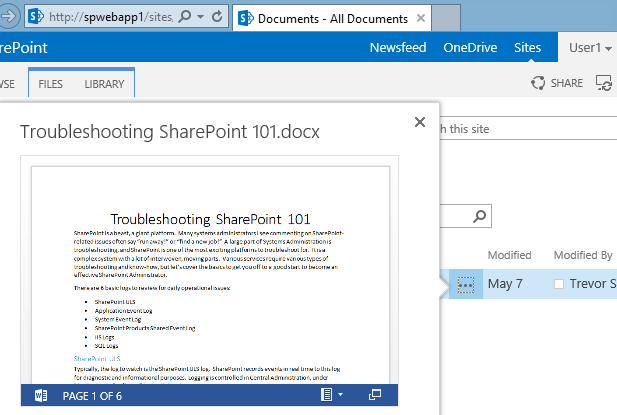 http://spwebapp1/sites,
Documents - All Documents
rePoint
Newsfeed OneDrive Sites User1
WSE FILES LIBRARY
SHARE
Troubleshooting SharePoint 101.docx
h this site
Troubleshooting SharePoint 101
SharePoint is a beast, a giant platform. Many systems administrators I see commenting on SharePoint-
related issues often say "run away!" or "find a new job!" A large part of Systems Administration is
troubleshooting, and SharePoint is one of the most exciting platforms to troubleshoot for. It is a
complex system with a lot of interwoven, moving parts. Various services require various types of
troubleshooting and know-how, but let's cover the basics to get you off to a good start to become an
effective SharePoint Administrator.
There are 6 basic logs to review for daily operational issues:
• SharePoint ULS
• Application Event Log
• System Event Log
• SharePoint Products Shared Event Log
• IIS Logs
• SQL Logs
SharePoint ULS
Typically, the log to watch is the SharePoint ULS log. SharePoint records events in real time to this log
for diagnostic and informational purposes. Logging is controlled in Central Administration, under
PAGE 1 OF 6
Modified Modified By
May 7 Trevor S